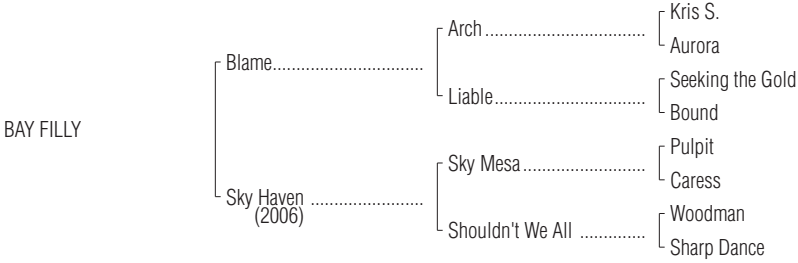 Kris S.
Arch
Aurora
Blame
Seeking the Gold
Liable
Bound
BAY FILLY
Pulpit
Sky Mesa
Caress
Sky Haven
(2006)
Woodman
Shouldn't We All
Sharp Dance